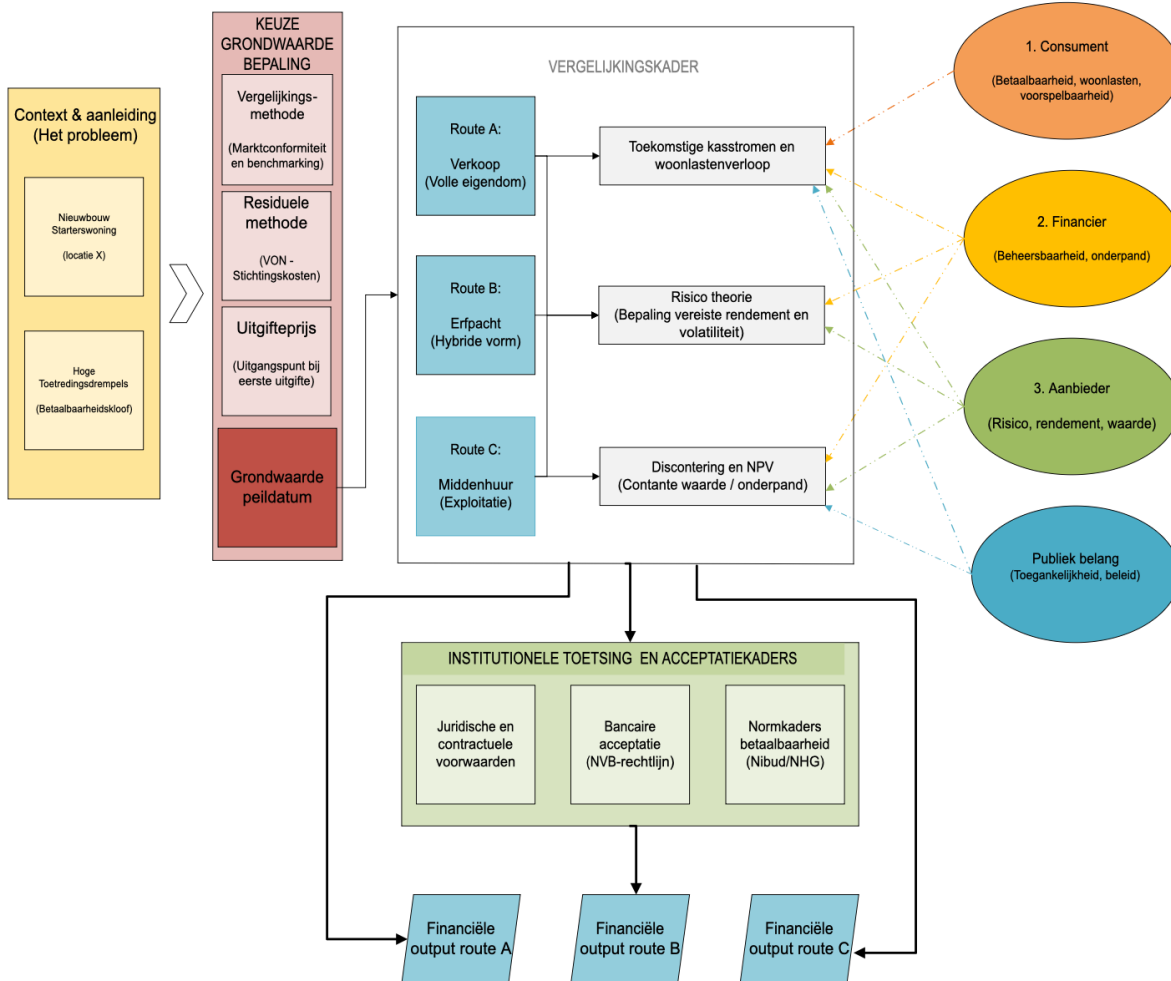 Context & aanleiding
(Het probleem)
Nieuwbouw
Starterswoning
(locatie X)
Hoge
Toetredingsdrempels
(Betaalbaarheidskloof)
KEUZE
GRONDWAARDE
BEPALING
Vergelijkings-
methode
(Marktconformiteit
en benchmarking)
Residuele
methode
(VON -
Stichtingskosten)
Uitgifteprijs
(Uitgangspunt bij
eerste uitgifte)
Grondwaarde
peildatum
VERGELIJKINGSKADER
Route A:
Verkoop
(Volle eigendom)
Route B:
Erfpacht
(Hybride vorm)
Route C:
Middenhuur
(Exploitatie)
Toekomstige kasstromen en
woonlastenverloop
Risico theorie
(Bepaling vereiste rendement en
volatiliteit)
Discontering en NPV
(Contante waarde / onderpand)
1. Consument
(Betaalbaarheid, woonlasten,
voorspelbaarheid)
2. Financier
(Beheersbaarheid, onderpand)
3. Aanbieder
(Risico, rendement, waarde)
Publiek belang
(Toegankelijkheid, beleid)
INSTITUTIONELE TOETSING EN ACCEPTATIEKADERS
Juridische en
contractuele
voorwaarden
Bancaire
acceptatie
(NVB-rechtlijn)
Normkaders
betaalbaarheid
(Nibud/NHG)
Financiële
output route A
Financiële
output route B
Financiële
output route C